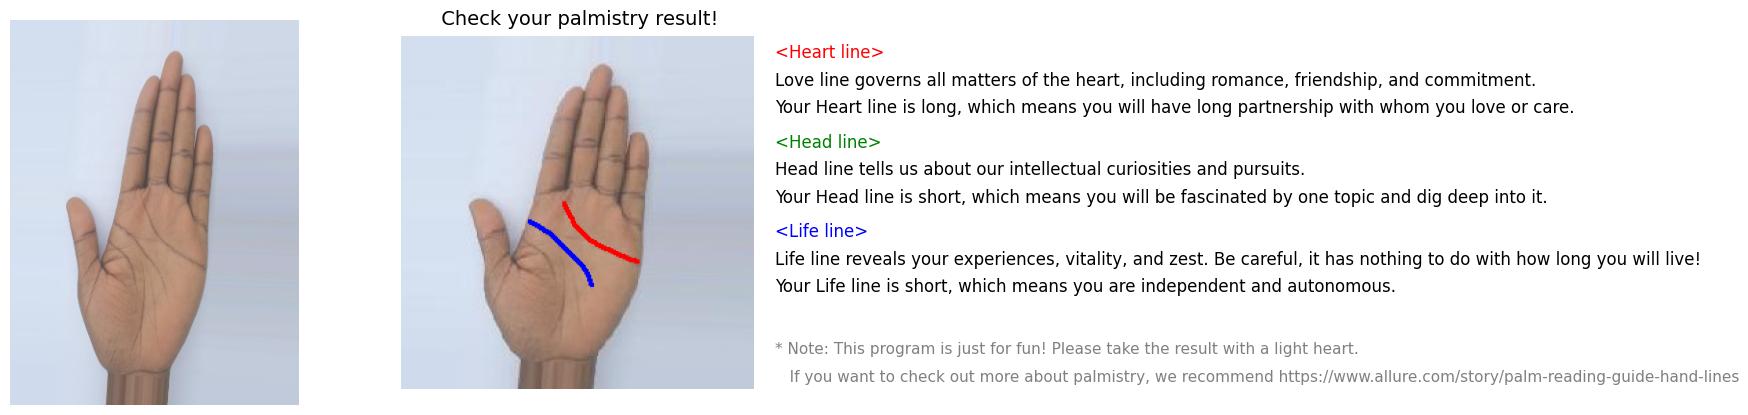 Check your palmistry result!
<Heart line>
Love line governs all matters of the heart, including romance, friendship, and commitment.
Your Heart line is long, which means you will have long partnership with whom you love or care.
<Head line>
Head line tells us about our intellectual curiosities and pursuits.
Your Head line is short, which means you will be fascinated by one topic and dig deep into it.
<Life line>
Life line reveals your experiences, vitality, and zest. Be careful, it has nothing to do with how long you will live!
Your Life line is short, which means you are independent and autonomous.
* Note: This program is just for fun! Please take the result with a light heart.
If you want to check out more about palmistry, we recommend https://www.allure.com/story/palm-reading-guide-hand-lines